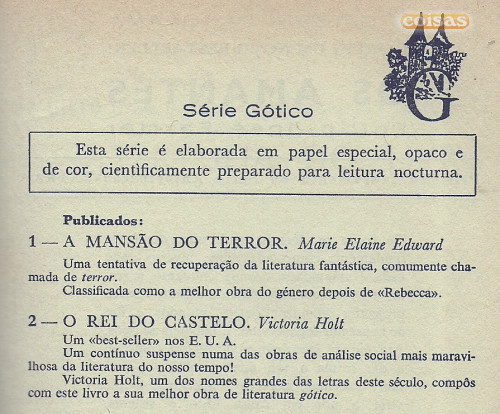 coisas
G
Série Gótico
Esta série é elaborada em papel especial, opaco e
de cor, cientìficamente preparado para leitura nocturna.
Publicados:
1 — A MANSÃO DO TERROR. Marie Elaine Edward
Uma tentativa de recuperação da literatura fantástica, comumente cha-
mada de terror.
Classificada como a melhor obra do género depois de «Rebecca».
2 — O REI DO CASTELO. Victoria Holt
Um «best-seller» nos E. U. A.
Um contínuo suspense numa das obras de análise social mais maravi-
lhosa da literatura do nosso tempo!
Victoria Holt, um dos nomes grandes das letras deste século, compôs
com este livro a sua melhor obra de literatura gótico.